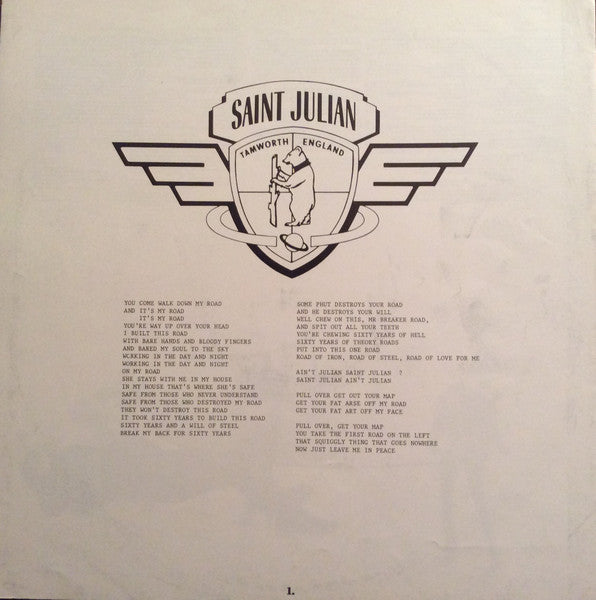 SAINT JULIAN
TAMWORTH ENGLAND
YOU COME WALK DOWN MY ROAD
AND IT'S MY ROAD
IT'S MY ROAD
YOU'RE WAY UP OVER YOUR HEAD
I BUILT THIS ROAD
WITH BARE HANDS AND BLOODY FINGERS
AND BAKED MY SOUL TO THE SKY
WORKING IN THE DAY AND NIGHT
WORKING IN THE DAY AND NIGHT
ON MY ROAD
SHE STAYS WITH ME IN MY HOUSE
IN MY HOUSE THAT'S WHERE SHE'S SAFE
SAFE FROM THOSE WHO NEVER UNDERSTAND
SAFE FROM THOSE WHO DESTROYED MY ROAD
THEY WON'T DESTROY THIS ROAD
IT TOOK SIXTY YEARS TO BUILD THIS ROAD
SIXTY YEARS AND A WILL OF STEEL
BREAK MY BACK FOR SIXTY YEARS
SOME PHUT DESTROYS YOUR ROAD
AND HE DESTROYS YOUR WILL
WELL CHEW ON THIS, MR BREAKER ROAD,
AND SPIT OUT ALL YOUR TEETH
YOU'RE CHEWING SIXTY YEARS OF HELL
SIXTY YEARS OF THEORY ROADS
PUT INTO THIS ONE ROAD
ROAD OF IRON, ROAD OF STEEL, ROAD OF LOVE FOR ME
AIN'T JULIAN SAINT JULIAN ?
SAINT JULIAN AIN'T JULIAN
PULL OVER GET OUT YOUR MAP
GET YOUR FAT ARSE OFF MY ROAD
GET YOUR FAT ART OFF MY FACE
PULL OVER, GET YOUR MAP
YOU TAKE THE FIRST ROAD ON THE LEFT
THAT SQUIGGLY THING THAT GOES NOWHERE
NOW JUST LEAVE ME IN PEACE
1.